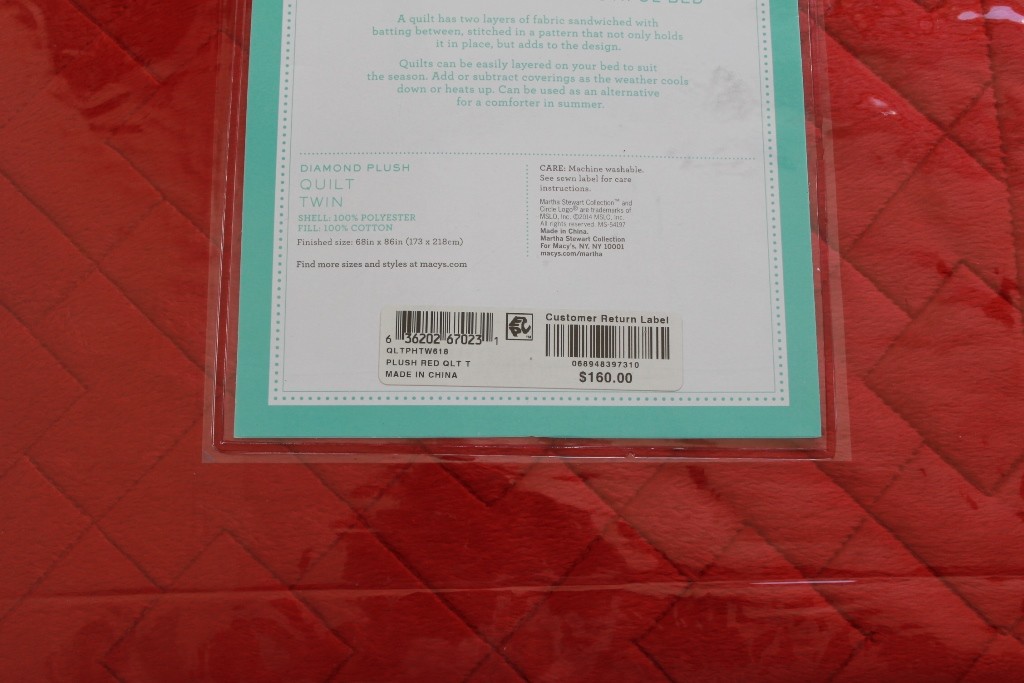 BED
A quilt has two layers of fabric sandwiched with
batting between, stitched in a pattern that not only holds
it in place, but adds to the design.
Quilts can be easily layered on your bed to suit
the season. Add or subtract coverings as the weather cools
down or heats up. Can be used as an alternative
for a comforter in summer.
DIAMOND PLUSH
QUILT
TWIN
SHELL: 100% POLYESTER
FILL: 100% COTTON
Finished size: 68in x 86in (173 x 218cm)
Find more sizes and styles at macys.com
CARE: Machine washable.
See sewn label for care
instructions.
Martha Stewart Collection™ and
Circle Logo® are trademarks of
MSLO, Inc. ©2014 MSLO, Inc.
All rights reserved. MS-54197
Made in China.
Martha Stewart Collection
For Macy's, NY, NY 10001
macys.com/martha
6 36202 67023 1
QLTPHTW618
PLUSH RED QLT T
MADE IN CHINA
Customer Return Label
068948397310
$160.00